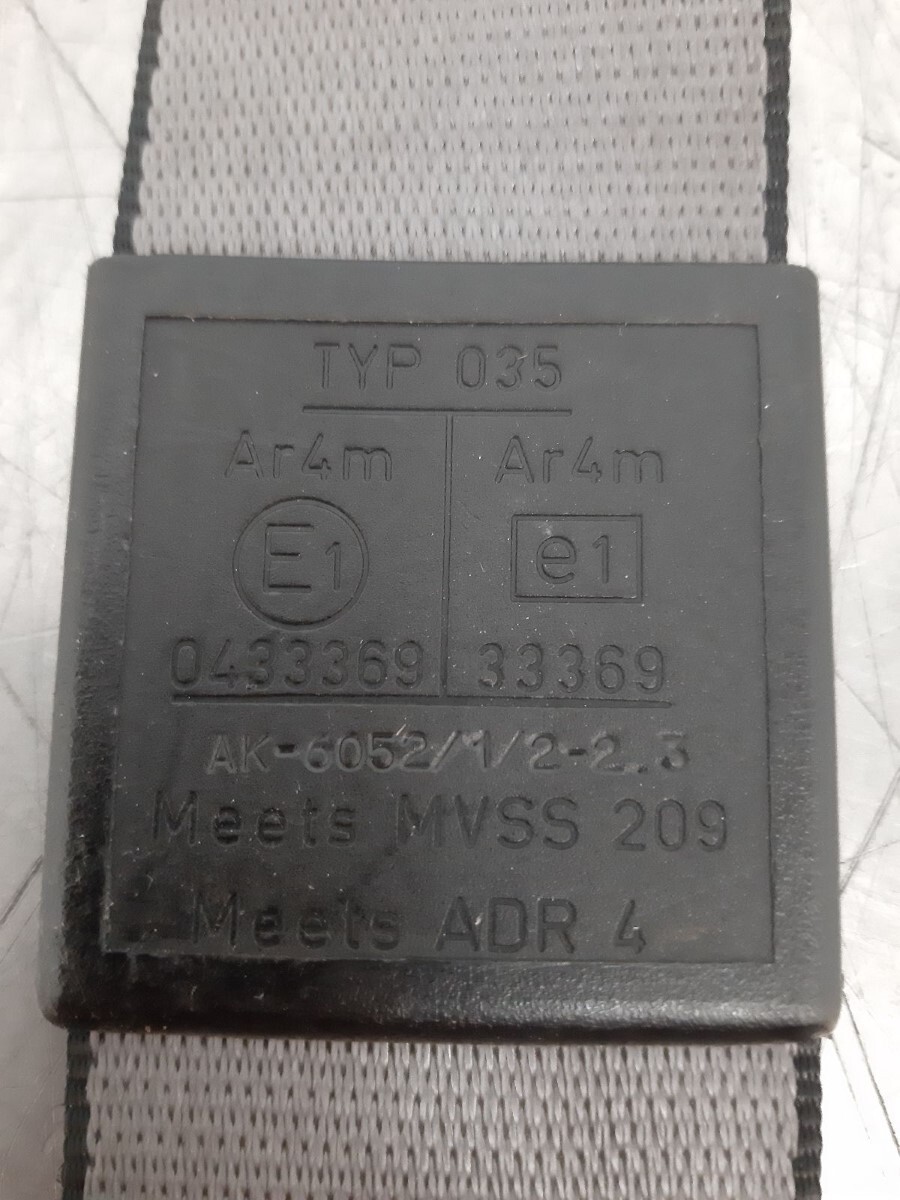 TYP 035
Ar4m Ar4m
E1 e1
0433369 33369
AK-6052/1/2-2.3
Meets MVSS 209
Meets ADR 4